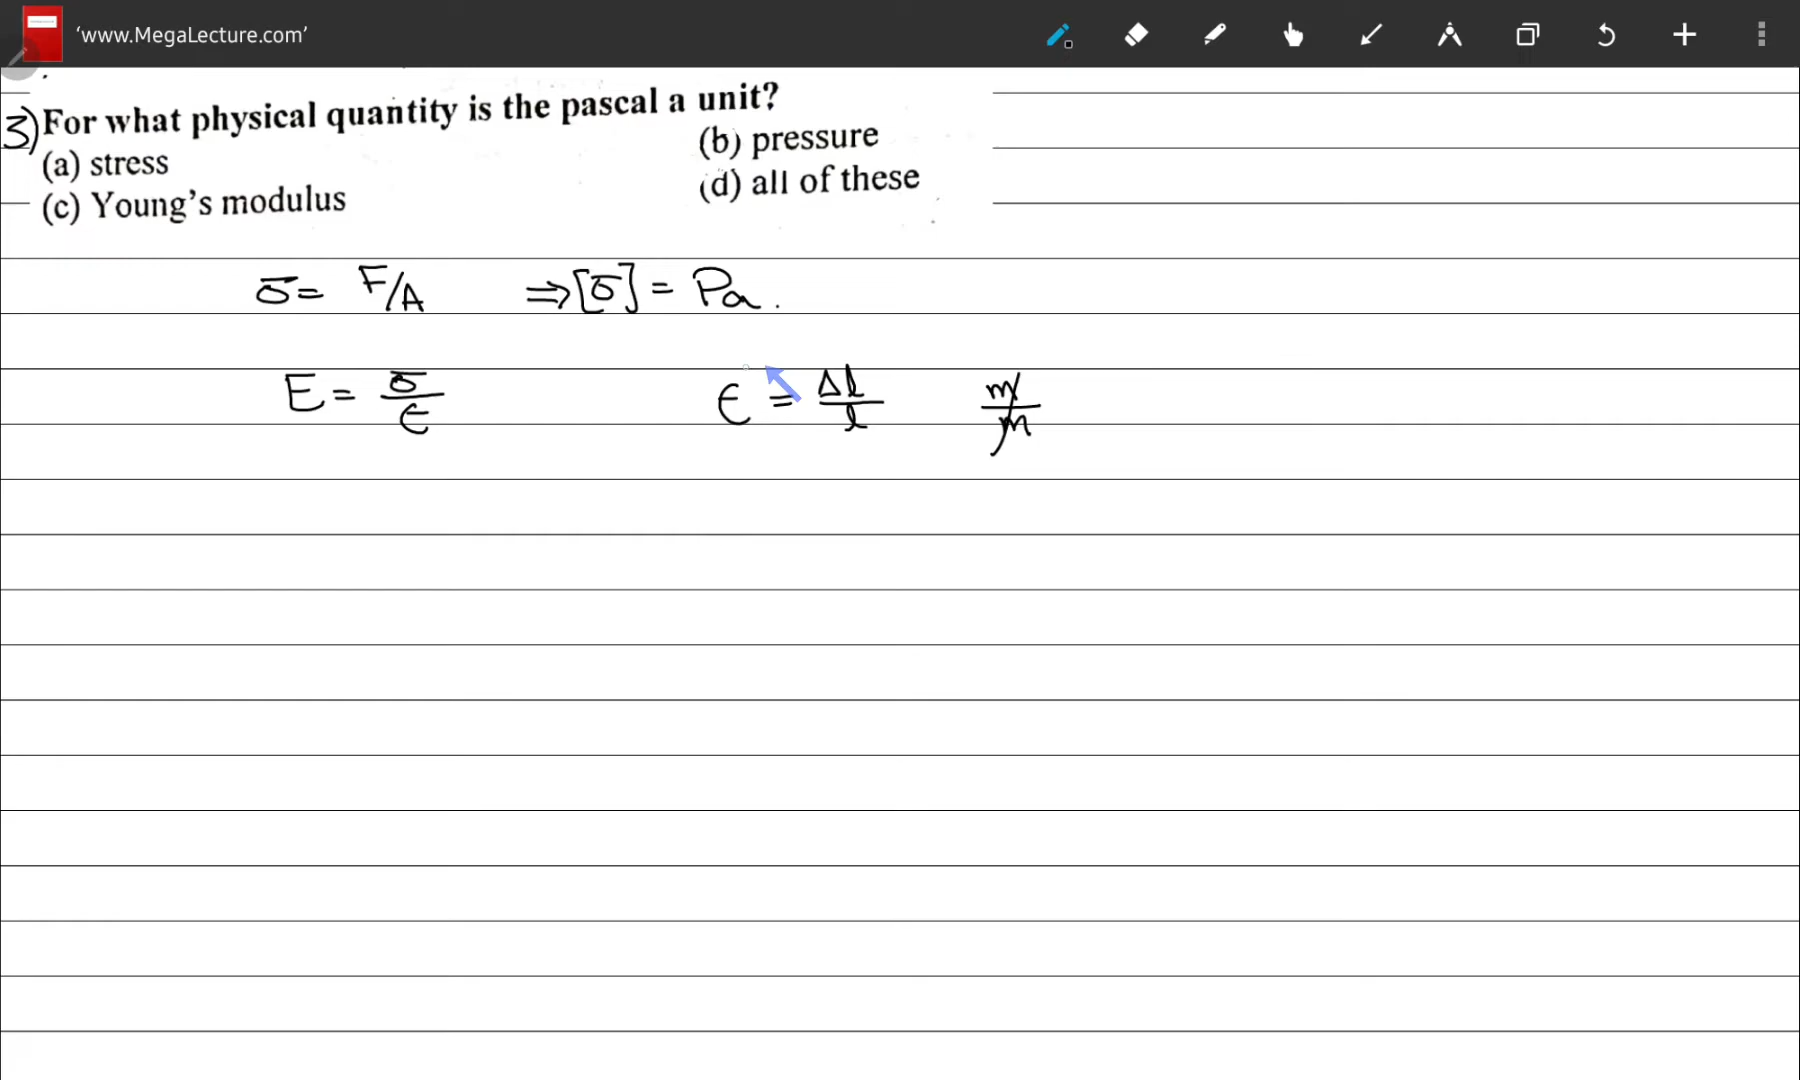 ‘www.MegaLecture.com’
3) For what physical quantity is the pascal a unit?
(a) stress (b) pressure
(c) Young’s modulus (d) all of these
σ = F/A ⇒ [σ] = Pa.
E = σ/ϵ ϵ = Δl/l m/m